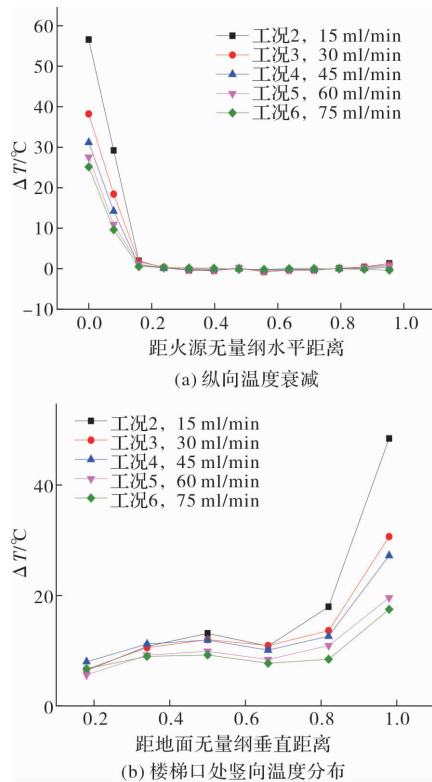 60
50
40
30
20
10
0
-10
ΔT/℃
工况2，15 ml/min
工况3，30 ml/min
工况4，45 ml/min
工况5，60 ml/min
工况6，75 ml/min
0.0 0.2 0.4 0.6 0.8 1.0
距火源无量纲水平距离
(a) 纵向温度衰减
工况2，15 ml/min
工况3，30 ml/min
工况4，45 ml/min
工况5，60 ml/min
工况6，75 ml/min
40
20
0
ΔT/℃
0.2 0.4 0.6 0.8 1.0
距地面无量纲垂直距离
(b) 楼梯口处竖向温度分布